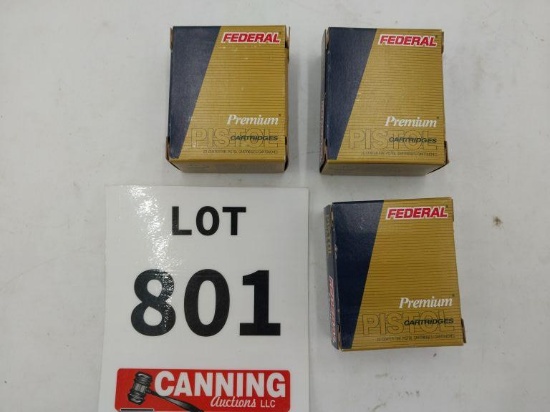 FEDERAL
Premium
PISTOL
CARTRIDGES
FEDERAL
Premium
PISTOL
CARTRIDGES
LOT
801
CANNING
Auctions LLC
FEDERAL
Premium
PISTOL
CARTRIDGES